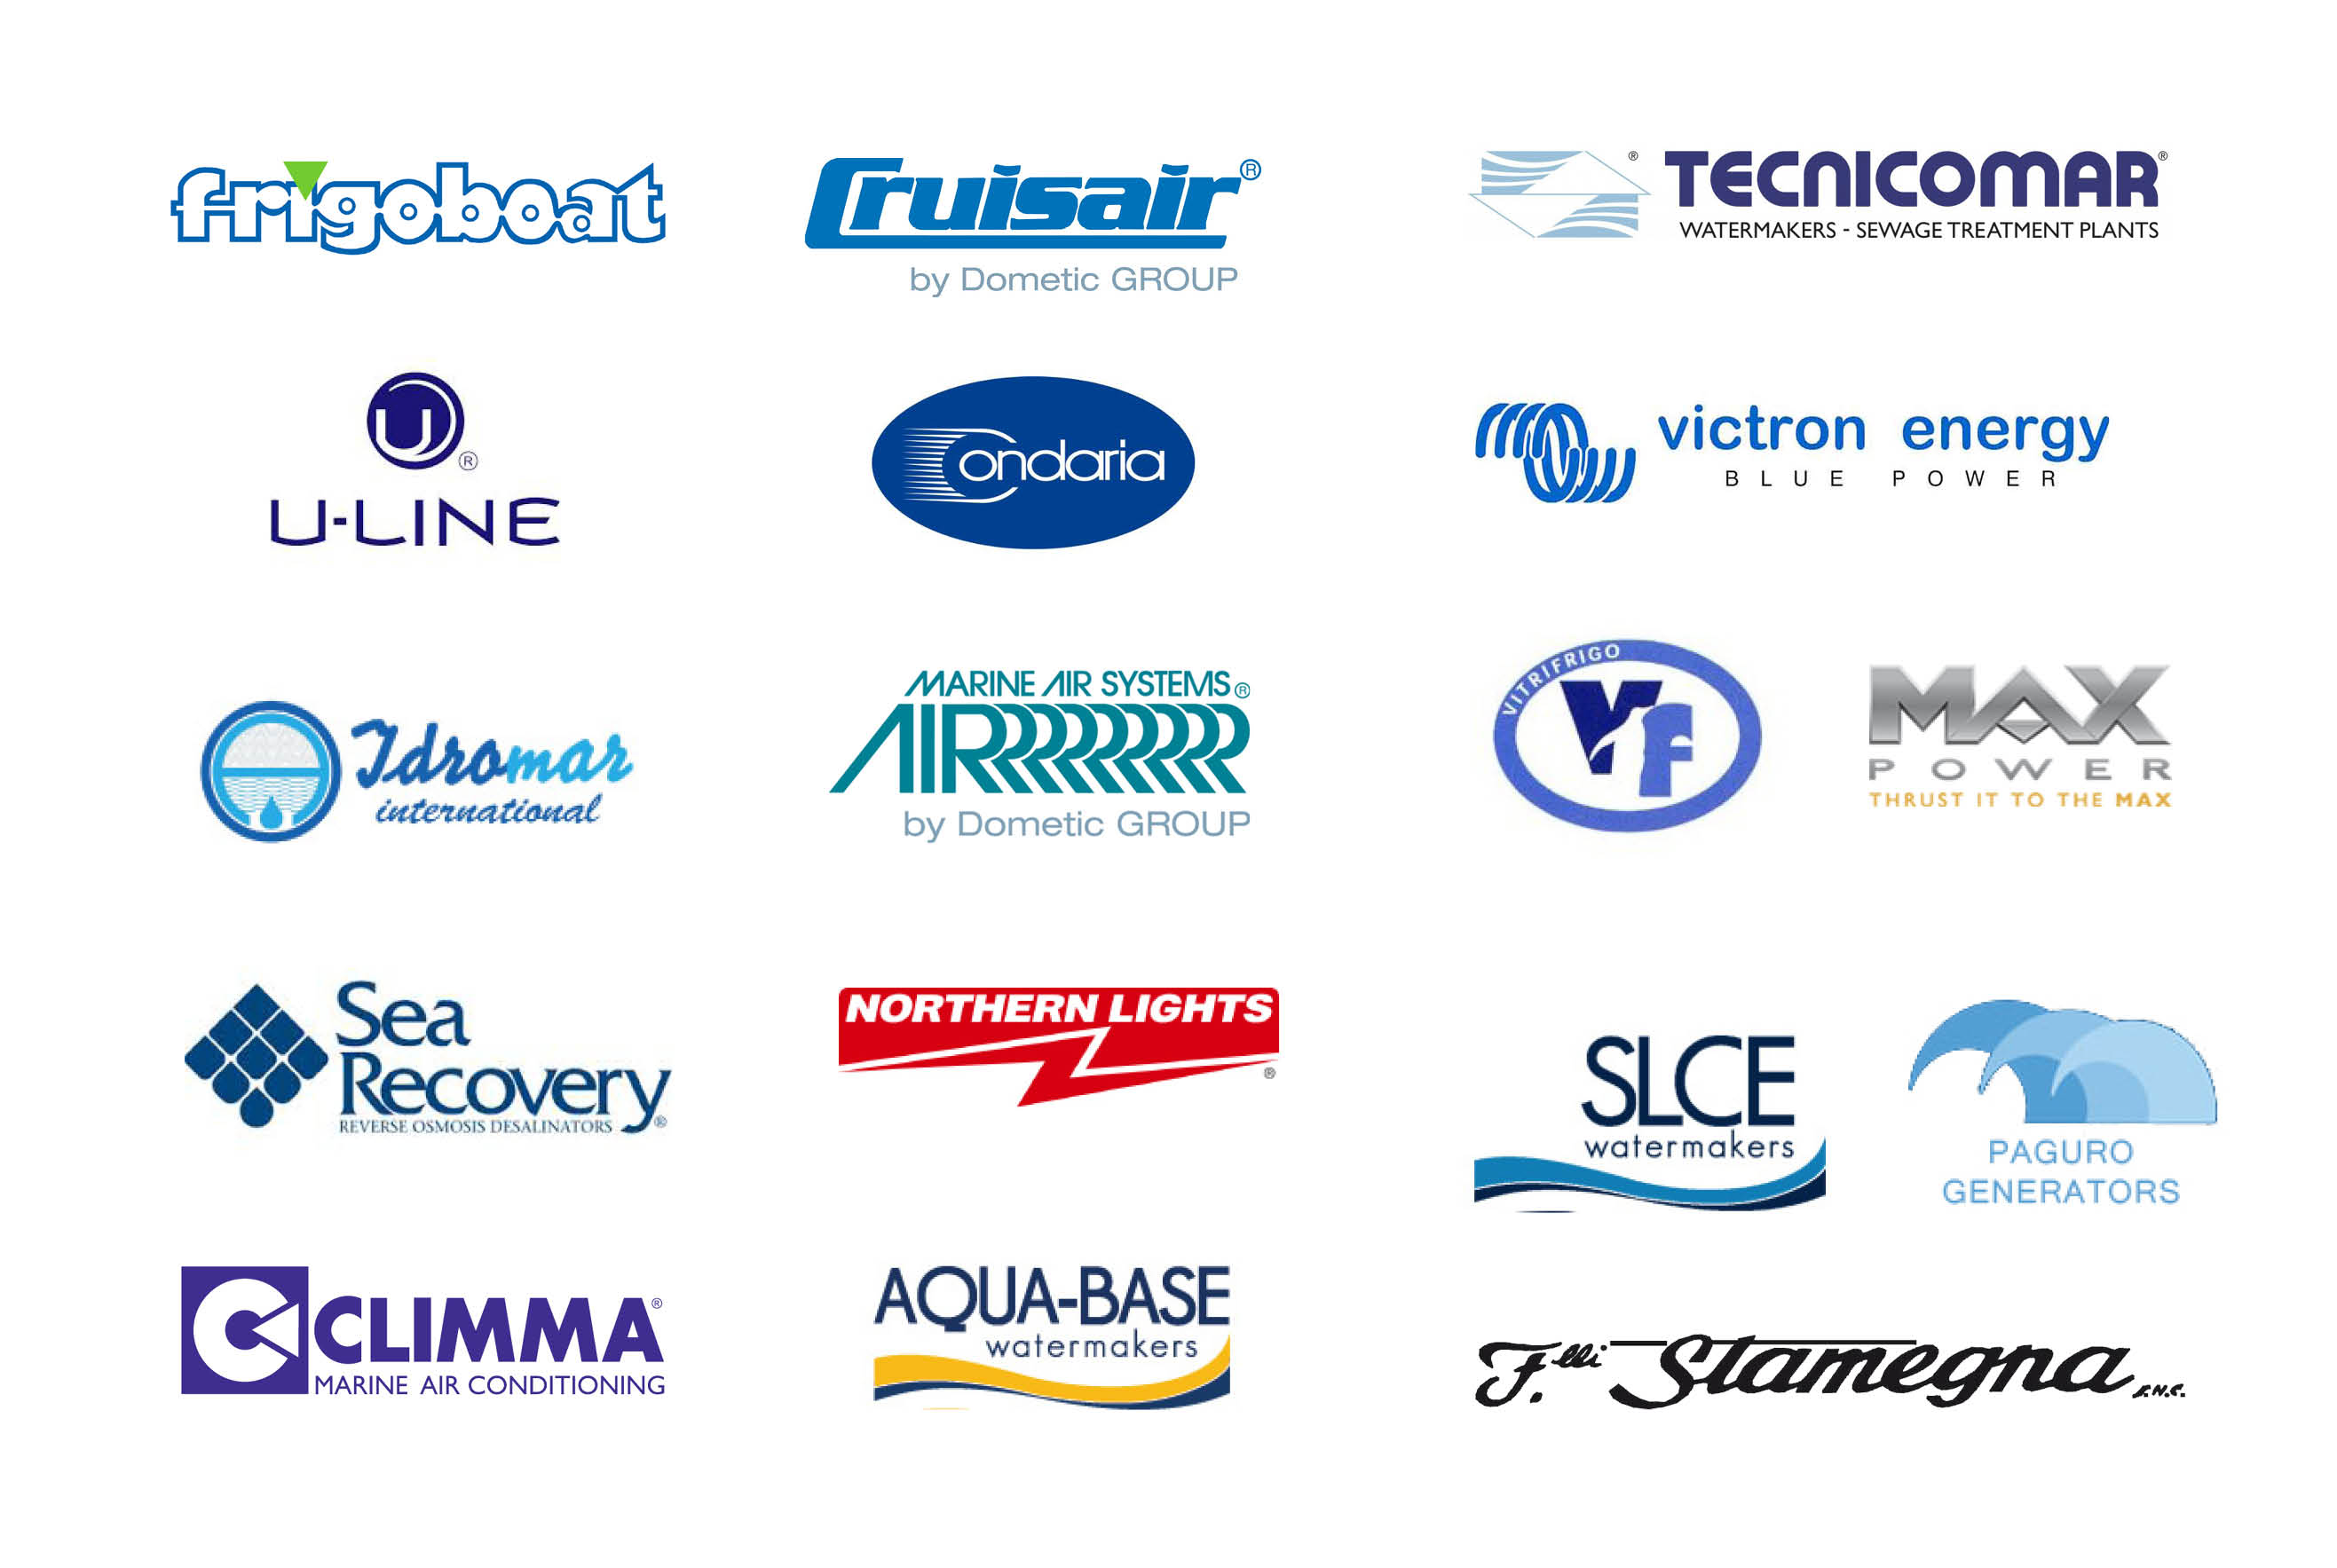 frigoboat
Cruisair®
by Dometic GROUP
®
TECNICOMAR®
WATERMAKERS - SEWAGE TREATMENT PLANTS
U
®
U-LINE
Condaria
victron energy
BLUE POWER
Idromar
international
MARINE AIR SYSTEMS®
AIRRRRRRRR
by Dometic GROUP
VITRIFRIGO
Vf
MAX
POWER
THRUST IT TO THE MAX
Sea
Recovery®
REVERSE OSMOSIS DESALINATORS
NORTHERN LIGHTS
®
SLCE
watermakers
PAGURO
GENERATORS
C CLIMMA®
MARINE AIR CONDITIONING
AQUA-BASE
watermakers
F.lli Stamegna s.n.c.